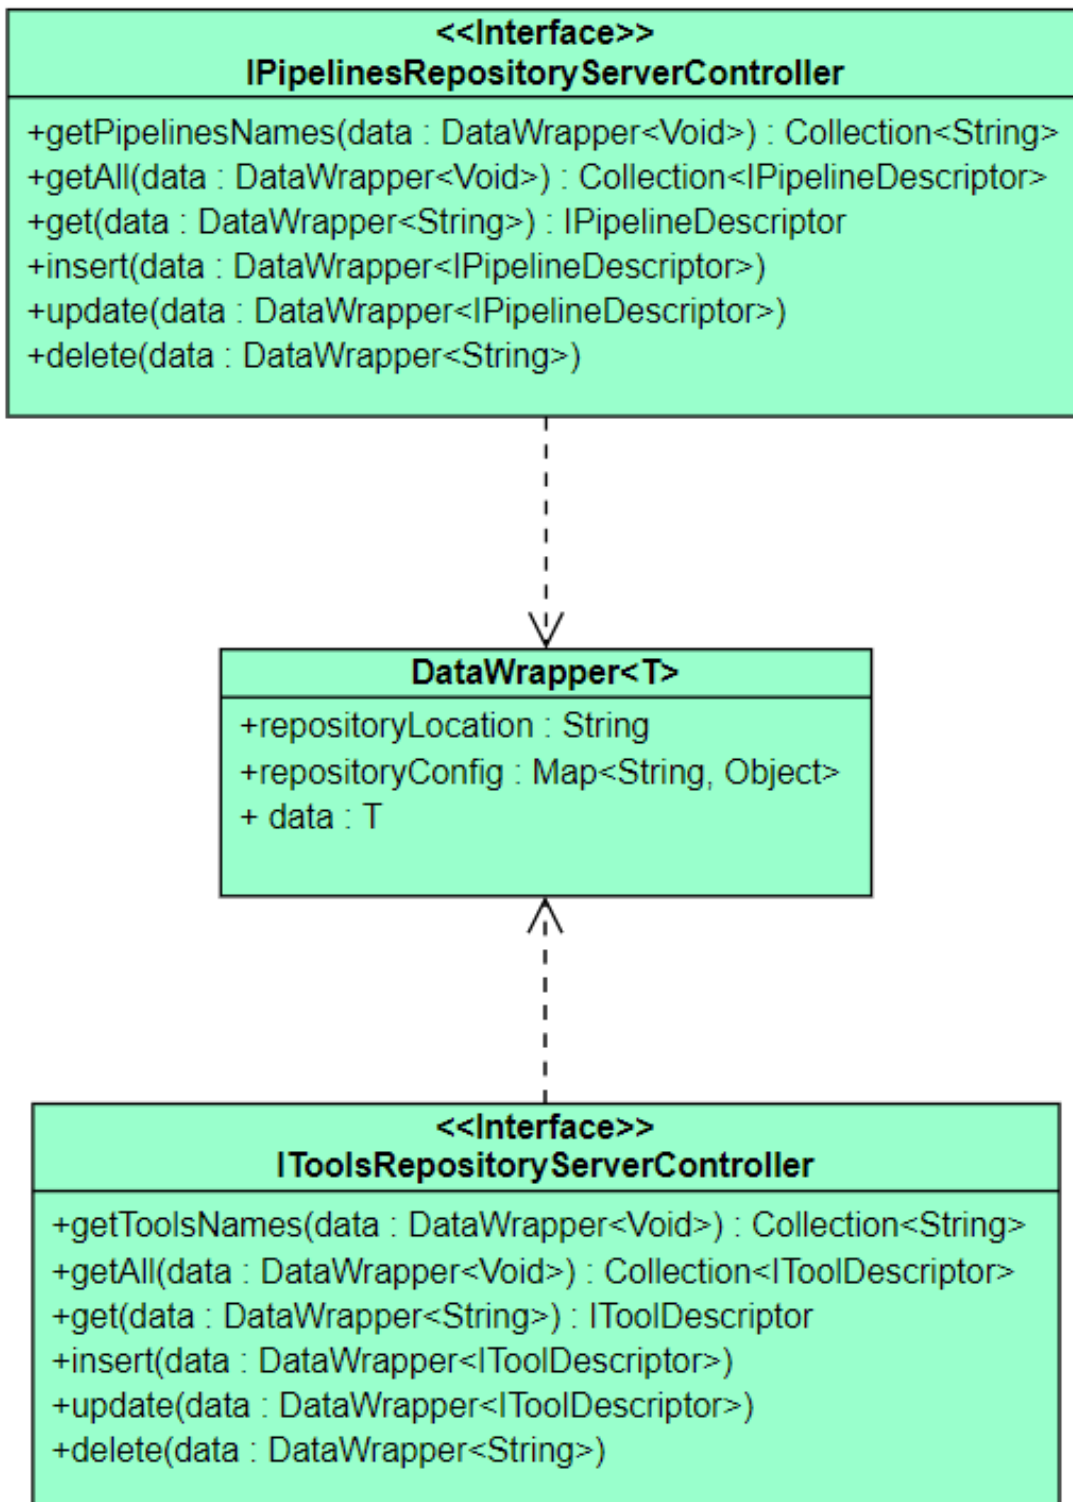 <<Interface>>
IPipelinesRepositoryServerController
+getPipelinesNames(data : DataWrapper<Void>) : Collection<String>
+getAll(data : DataWrapper<Void>) : Collection<IPipelineDescriptor>
+get(data : DataWrapper<String>) : IPipelineDescriptor
+insert(data : DataWrapper<IPipelineDescriptor>)
+update(data : DataWrapper<IPipelineDescriptor>)
+delete(data : DataWrapper<String>)
DataWrapper<T>
+repositoryLocation : String
+repositoryConfig : Map<String, Object>
+ data : T
<<Interface>>
IToolsRepositoryServerController
+getToolsNames(data : DataWrapper<Void>) : Collection<String>
+getAll(data : DataWrapper<Void>) : Collection<IToolDescriptor>
+get(data : DataWrapper<String>) : IToolDescriptor
+insert(data : DataWrapper<IToolDescriptor>)
+update(data : DataWrapper<IToolDescriptor>)
+delete(data : DataWrapper<String>)